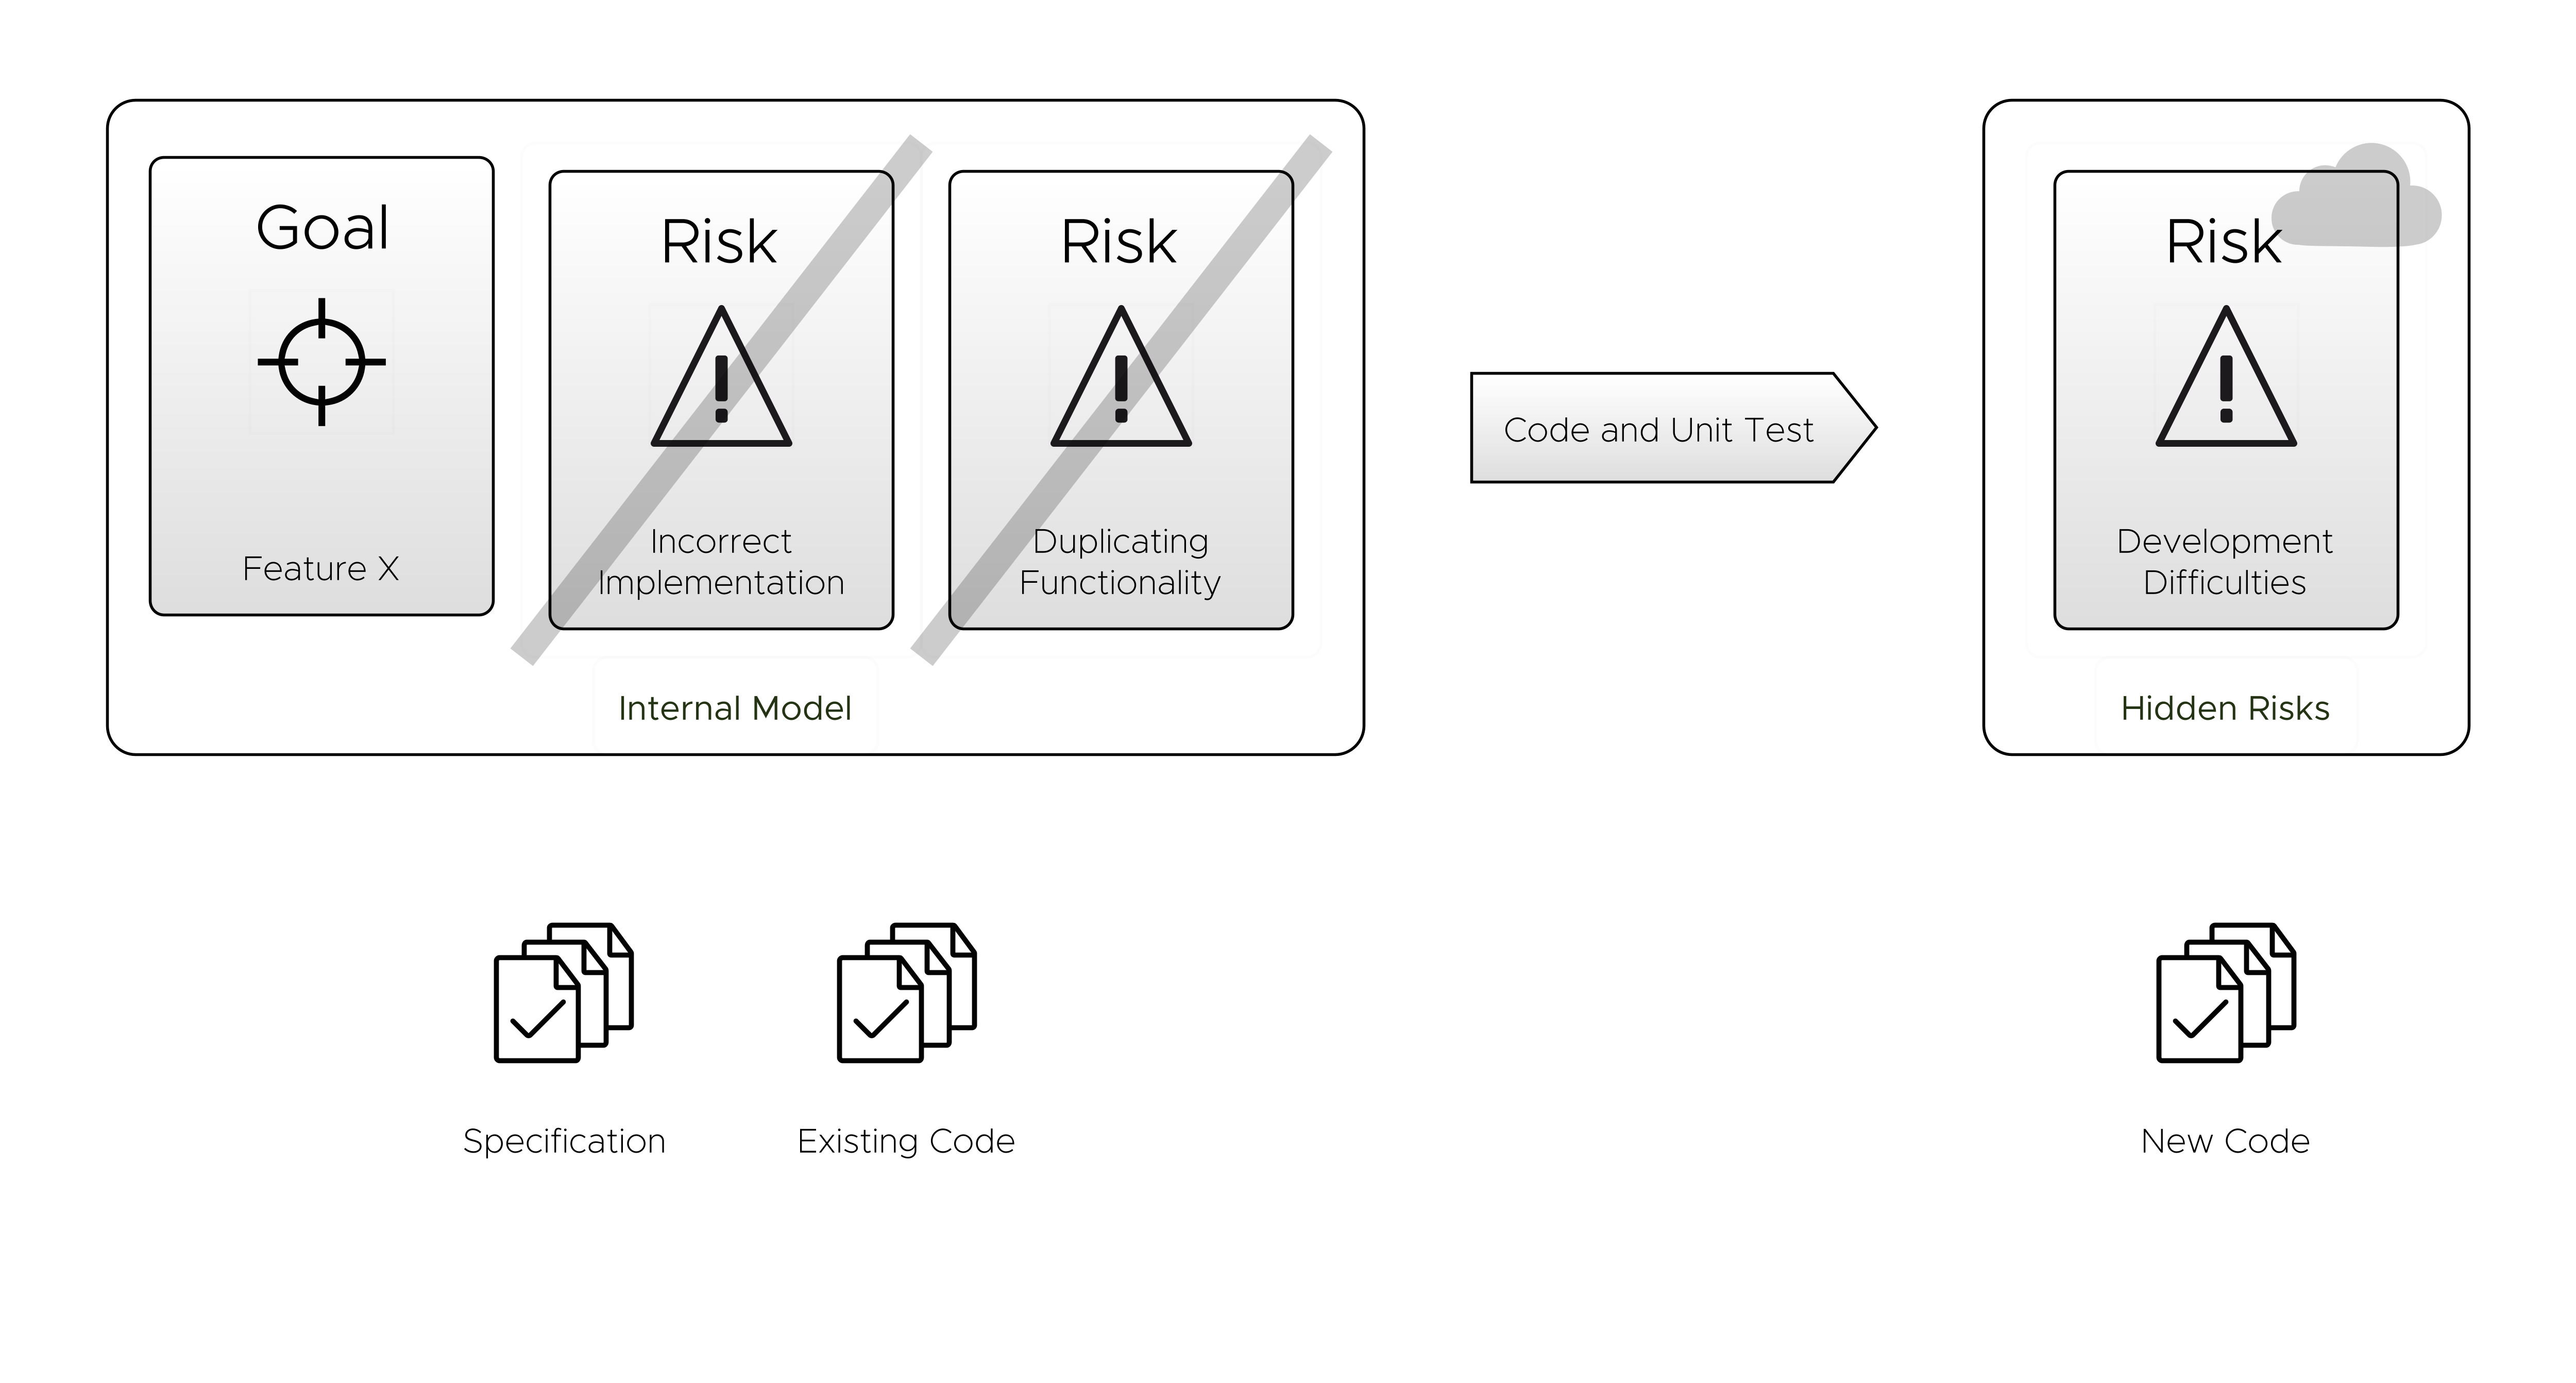 Goal
Feature X
Risk
Incorrect
Implementation
Risk
Duplicating
Functionality
Internal Model
Code and Unit Test
Risk
Development
Difficulties
Hidden Risks
Specification
Existing Code
New Code